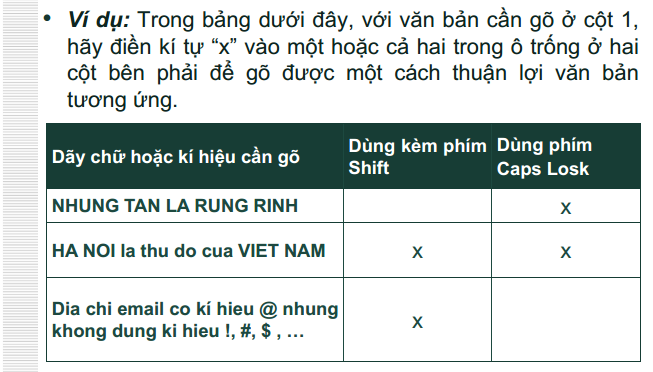 • Ví dụ: Trong bảng dưới đây, với văn bản cần gõ ở cột 1,
hãy điền kí tự “x” vào một hoặc cả hai trong ô trống ở hai
cột bên phải để gõ được một cách thuận lợi văn bản
tương ứng.
Dãy chữ hoặc kí hiệu cần gõ
Dùng kèm phím
Shift
Dùng phím
Caps Losk
NHUNG TAN LA RUNG RINH
x
HA NOI la thu do cua VIET NAM
x
x
Dia chi email co kí hieu @ nhung
khong dung ki hieu !, #, $ , …
x